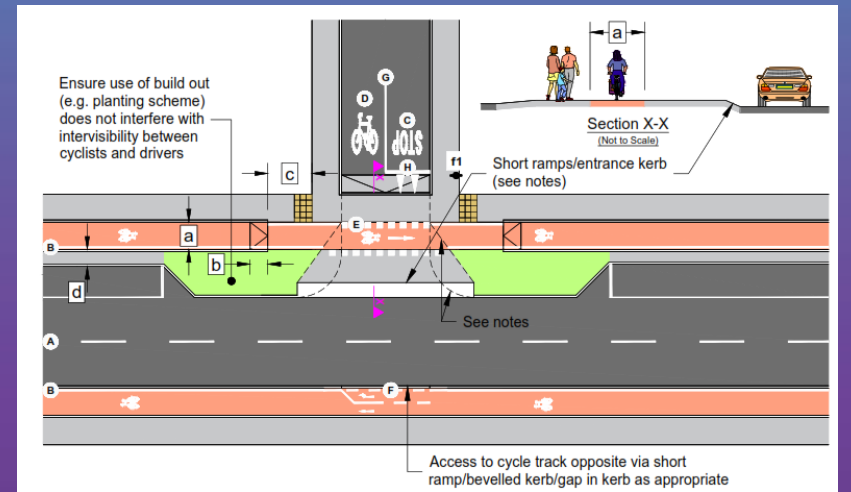 a
Section X-X
(Not to Scale)
Ensure use of build out
(e.g. planting scheme)
does not interfere with
intervisibility between
cyclists and drivers
G
D
C
STOP
H
f1
c
Short ramps/entrance kerb
(see notes)
E
a
B
b
d
See notes
A
B
F
Access to cycle track opposite via short
ramp/bevelled kerb/gap in kerb as appropriate